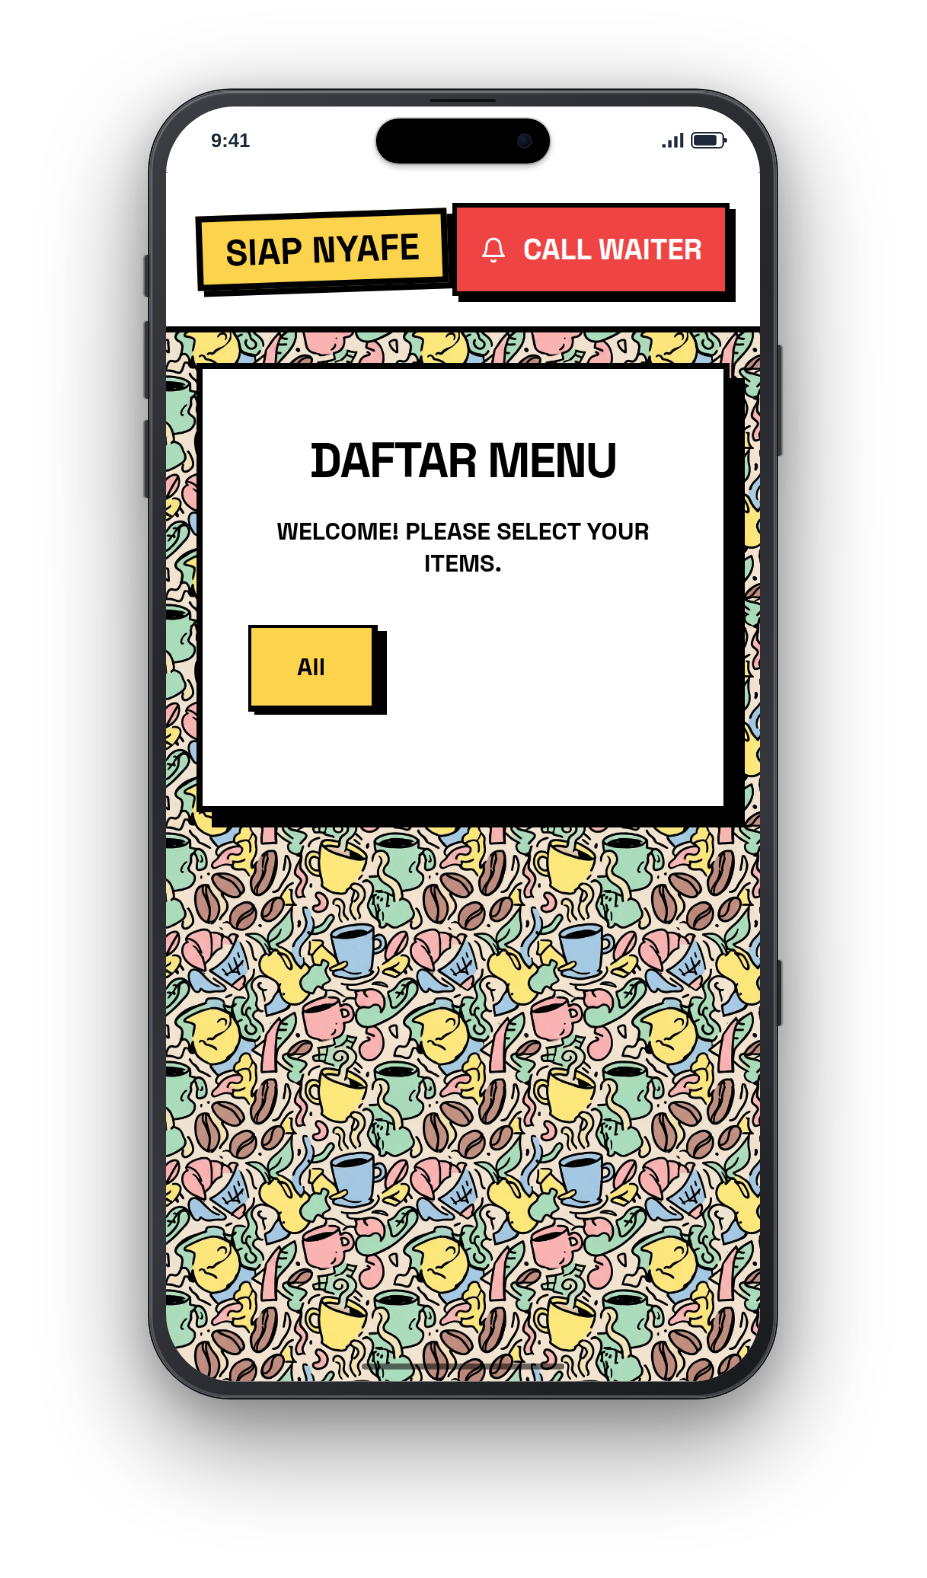 9:41
SIAP NYAFE
CALL WAITER
DAFTAR MENU
WELCOME! PLEASE SELECT YOUR
ITEMS.
All